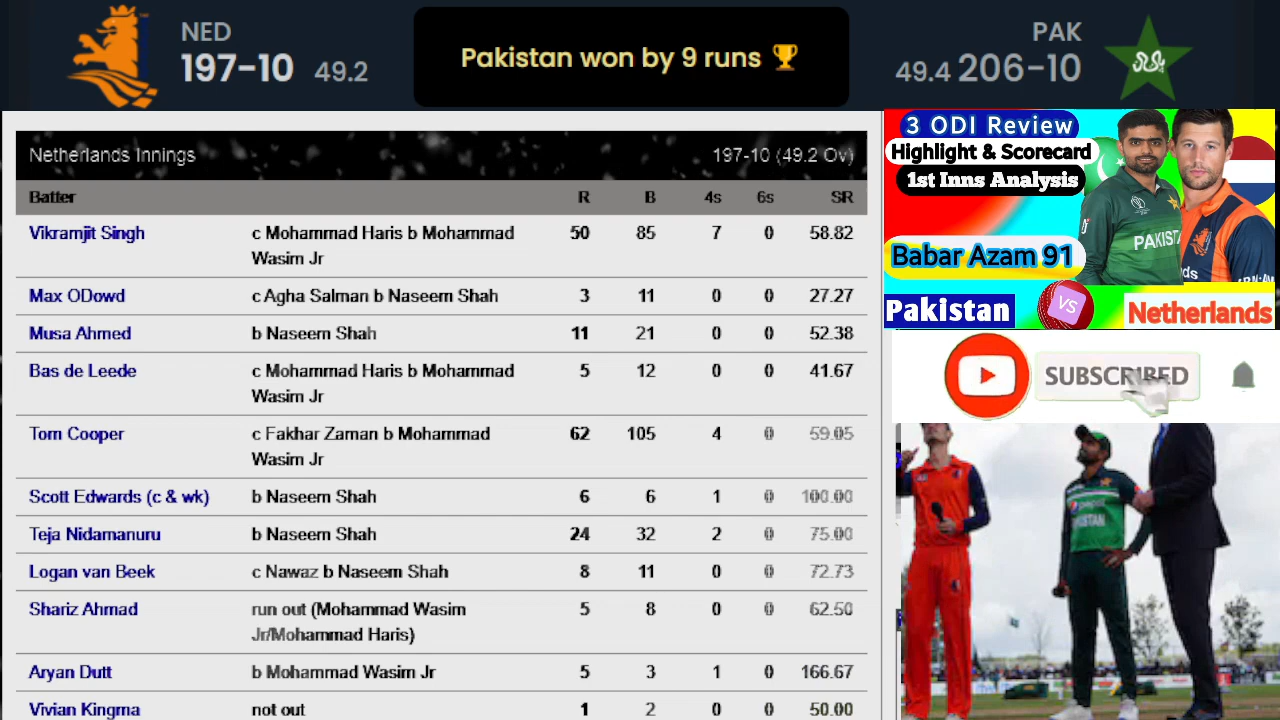 NED
197-10 49.2
Pakistan won by 9 runs
PAK
49.4 206-10
Netherlands Innings 197-10 (49.2 Ov)
Batter R B 4s 6s SR
Vikramjit Singh c Mohammad Haris b Mohammad Wasim Jr 50 85 7 0 58.82
Max ODowd c Agha Salman b Naseem Shah 3 11 0 0 27.27
Musa Ahmed b Naseem Shah 11 21 0 0 52.38
Bas de Leede c Mohammad Haris b Mohammad Wasim Jr 5 12 0 0 41.67
Tom Cooper c Fakhar Zaman b Mohammad Wasim Jr 62 105 4 0 59.05
Scott Edwards (c & wk) b Naseem Shah 6 6 1 0 100.00
Teja Nidamanuru b Naseem Shah 24 32 2 0 75.00
Logan van Beek c Nawaz b Naseem Shah 8 11 0 0 72.73
Shariz Ahmad run out (Mohammad Wasim Jr/Mohammad Haris) 5 8 0 0 62.50
Aryan Dutt b Mohammad Wasim Jr 5 3 1 0 166.67
Vivian Kingma not out 1 2 0 0 50.00
3 ODI Review
Highlight & Scorecard
1st Inns Analysis
Babar Azam 91
Pakistan
VS
Netherlands
SUBSCRIBED